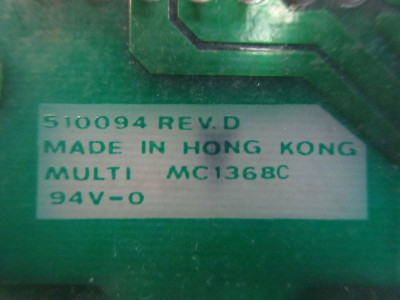 510094 REV.D
MADE IN HONG KONG
MULTI MC1368C
94V-0